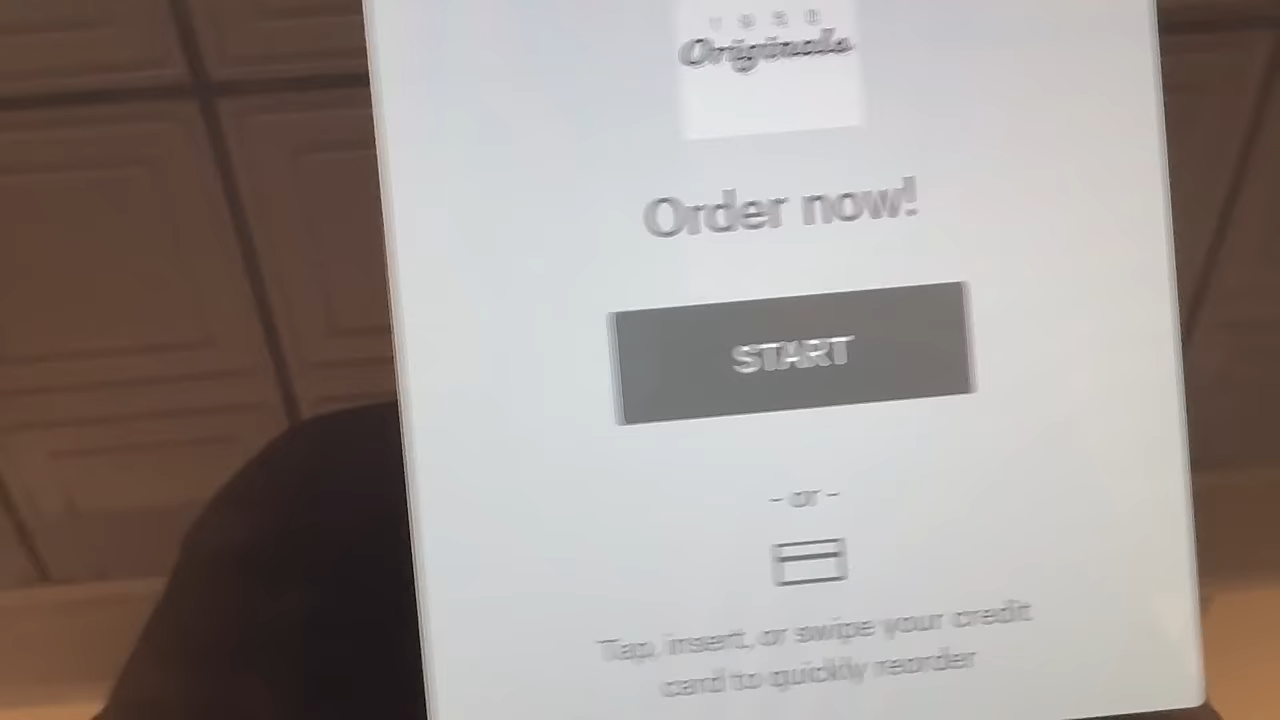 Originals
Order now!
START
- or -
Tap, insert, or swipe your credit
card to quickly reorder